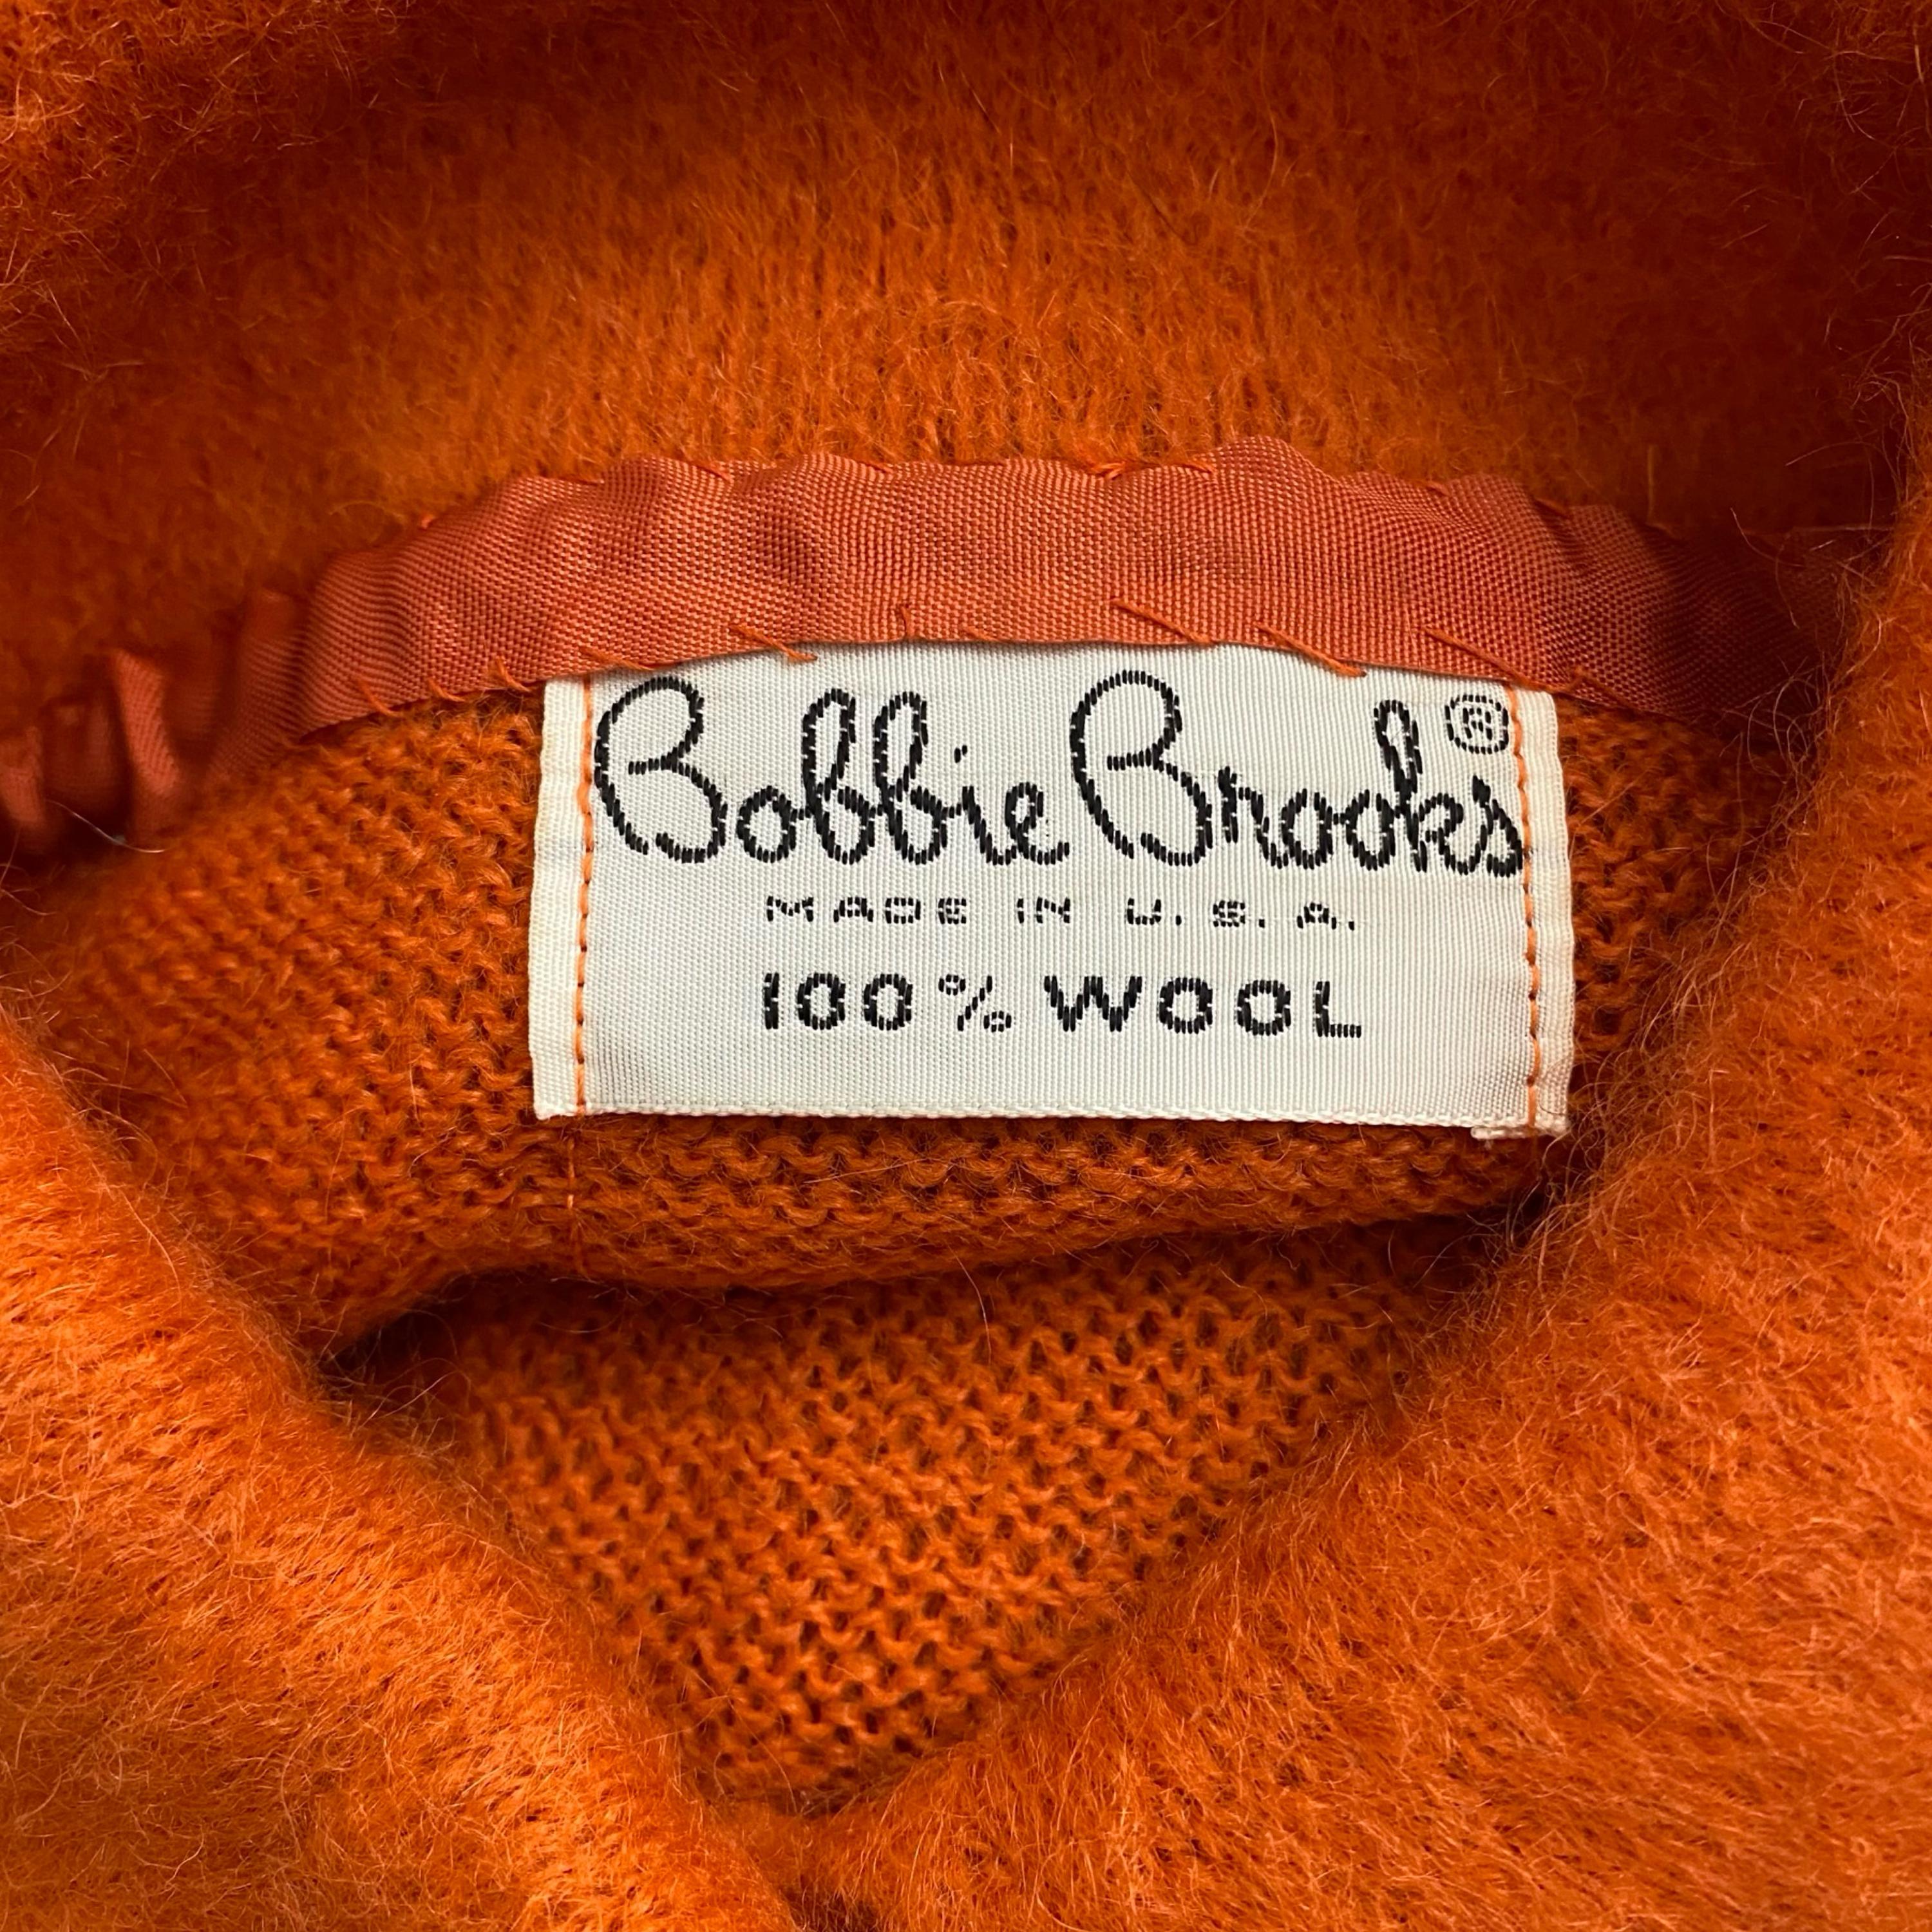 Bobbie Brooks®
MADE IN U.S.A.
100% WOOL